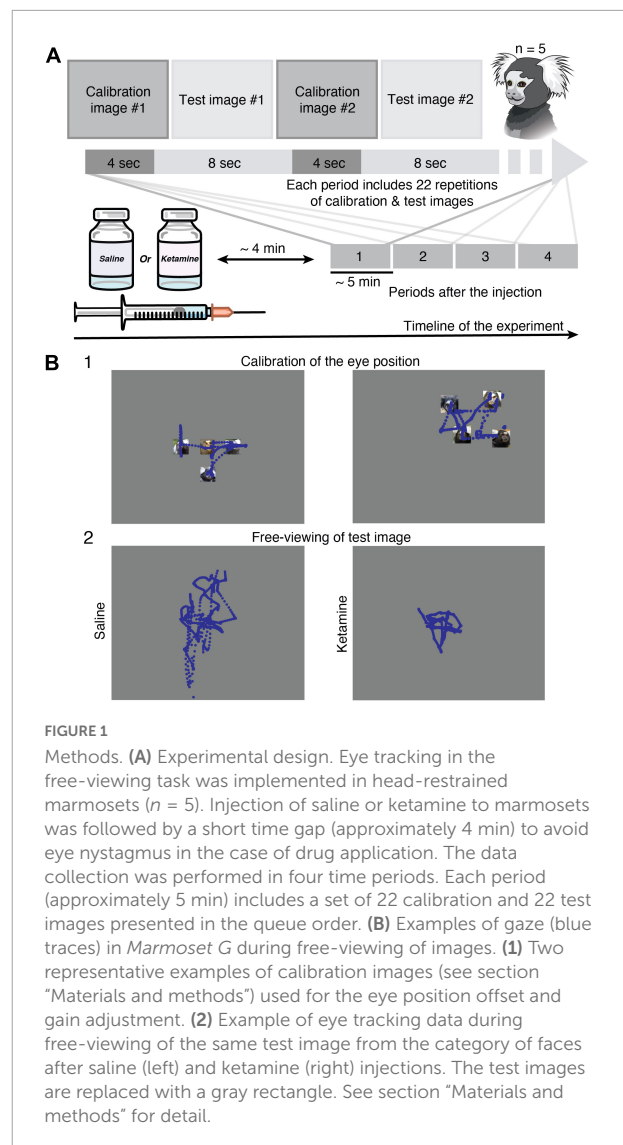 A
n = 5
Calibration
image #1
Test image #1
Calibration
image #2
Test image #2
4 sec
8 sec
4 sec
8 sec
Each period includes 22 repetitions
of calibration & test images
Saline
Or
Ketamine
~ 4 min
1
2
3
4
~ 5 min
Periods after the injection
Timeline of the experiment
B
1
Calibration of the eye position
2
Free-viewing of test image
Saline
Ketamine
FIGURE 1
Methods. (A) Experimental design. Eye tracking in the
free-viewing task was implemented in head-restrained
marmosets (n = 5). Injection of saline or ketamine to marmosets
was followed by a short time gap (approximately 4 min) to avoid
eye nystagmus in the case of drug application. The data
collection was performed in four time periods. Each period
(approximately 5 min) includes a set of 22 calibration and 22 test
images presented in the queue order. (B) Examples of gaze (blue
traces) in Marmoset G during free-viewing of images. (1) Two
representative examples of calibration images (see section
"Materials and methods") used for the eye position offset and
gain adjustment. (2) Example of eye tracking data during
free-viewing of the same test image from the category of faces
after saline (left) and ketamine (right) injections. The test images
are replaced with a gray rectangle. See section "Materials and
methods" for detail.